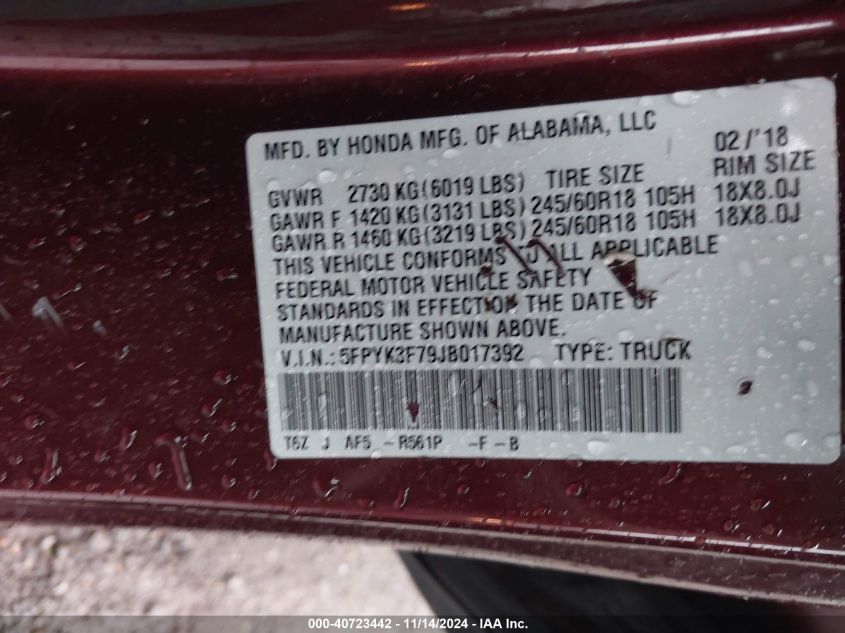 MFD. BY HONDA MFG. OF ALABAMA, LLC 02/'18
GVWR 2730 KG(6019 LBS) TIRE SIZE RIM SIZE
GAWR F 1420 KG(3131 LBS) 245/60R18 105H 18X8.0J
GAWR R 1460 KG(3219 LBS) 245/60R18 105H 18X8.0J
THIS VEHICLE CONFORMS TO ALL APPLICABLE
FEDERAL MOTOR VEHICLE SAFETY
STANDARDS IN EFFECT ON THE DATE OF
MANUFACTURE SHOWN ABOVE.
V.I.N.: 5FPYK3F79JB017392 TYPE: TRUCK
T6Z J AF5 -R561P -F-B
000-40723442 - 11/14/2024 - IAA Inc.